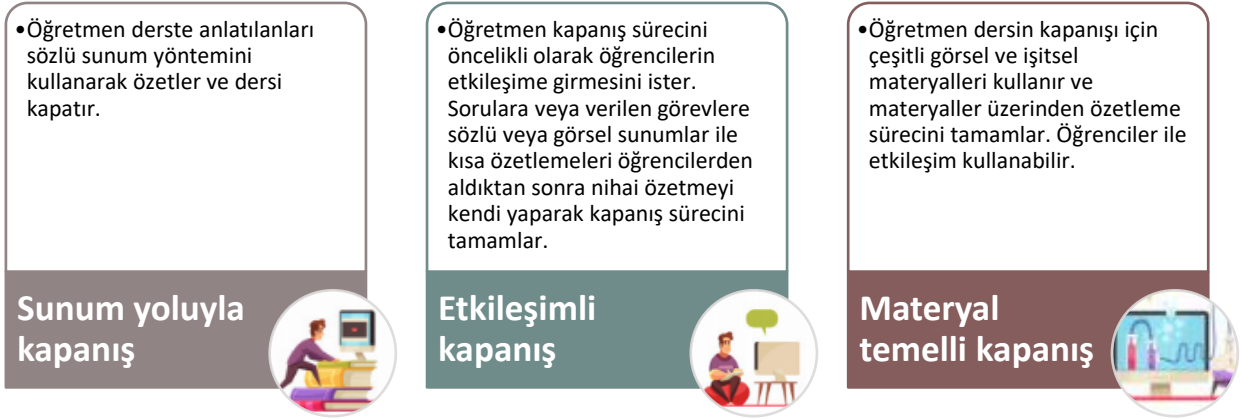 •Öğretmen derste anlatılanları
sözlü sunum yöntemini
kullanarak özetler ve dersi
kapatır.
Sunum yoluyla
kapanış
•Öğretmen kapanış sürecini
öncelikli olarak öğrencilerin
etkileşime girmesini ister.
Sorulara veya verilen görevlere
sözlü veya görsel sunumlar ile
kısa özetlemeleri öğrencilerden
aldıktan sonra nihai özetmeyi
kendi yaparak kapanış sürecini
tamamlar.
Etkileşimli
kapanış
•Öğretmen dersin kapanışı için
çeşitli görsel ve işitsel
materyalleri kullanır ve
materyaller üzerinden özetleme
sürecini tamamlar. Öğrenciler ile
etkileşim kullanabilir.
Materyal
temelli kapanış